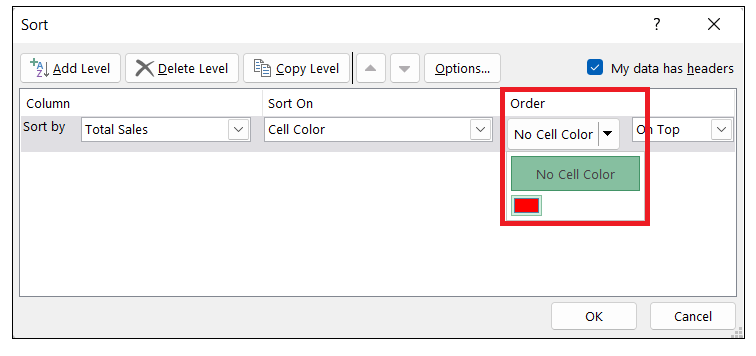 Sort
?
Add Level
Delete Level
Copy Level
Options...
My data has headers
Column
Sort On
Order
Sort by
Total Sales
Cell Color
No Cell Color
On Top
No Cell Color
OK
Cancel